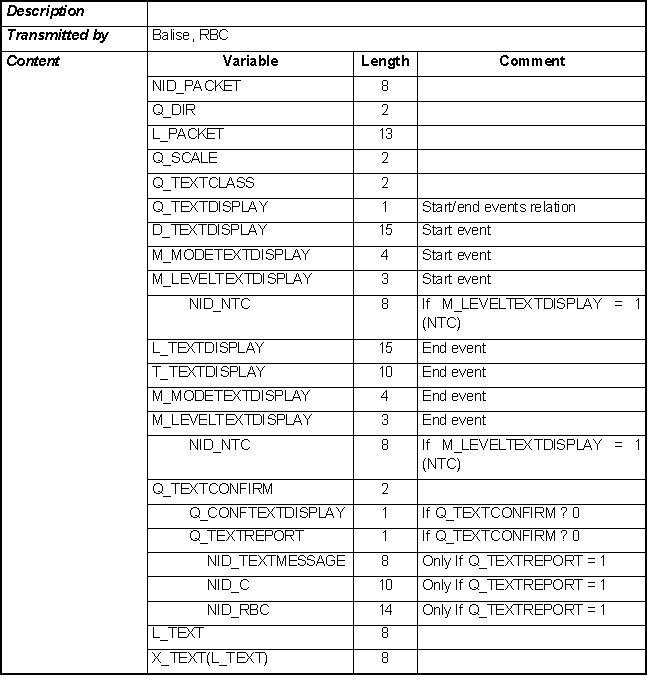 Description
Transmitted by Balise, RBC
Content Variable Length Comment
NID_PACKET 8
Q_DIR 2
L_PACKET 13
Q_SCALE 2
Q_TEXTCLASS 2
Q_TEXTDISPLAY 1 Start/end events relation
D_TEXTDISPLAY 15 Start event
M_MODETEXTDISPLAY 4 Start event
M_LEVELTEXTDISPLAY 3 Start event
NID_NTC 8 If M_LEVELTEXTDISPLAY = 1
(NTC)
L_TEXTDISPLAY 15 End event
T_TEXTDISPLAY 10 End event
M_MODETEXTDISPLAY 4 End event
M_LEVELTEXTDISPLAY 3 End event
NID_NTC 8 If M_LEVELTEXTDISPLAY = 1
(NTC)
Q_TEXTCONFIRM 2
Q_CONFTEXTDISPLAY 1 If Q_TEXTCONFIRM ? 0
Q_TEXTREPORT 1 If Q_TEXTCONFIRM ? 0
NID_TEXTMESSAGE 8 Only If Q_TEXTREPORT = 1
NID_C 10 Only If Q_TEXTREPORT = 1
NID_RBC 14 Only If Q_TEXTREPORT = 1
L_TEXT 8
X_TEXT(L_TEXT) 8